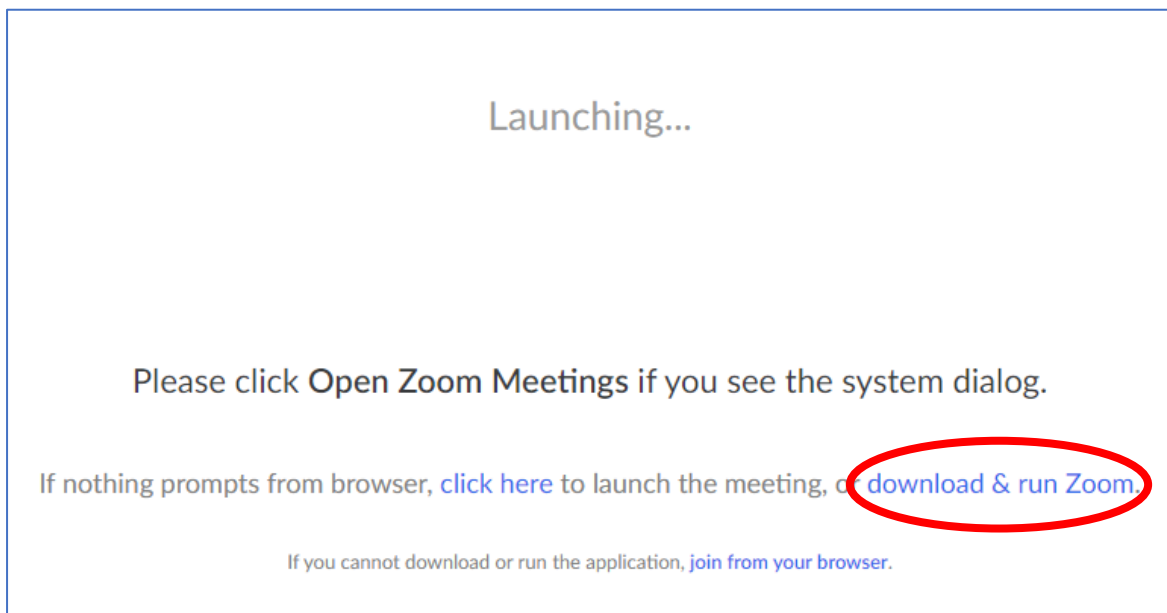 Launching...
Please click Open Zoom Meetings if you see the system dialog.
If nothing prompts from browser, click here to launch the meeting, or download & run Zoom.
If you cannot download or run the application, join from your browser.